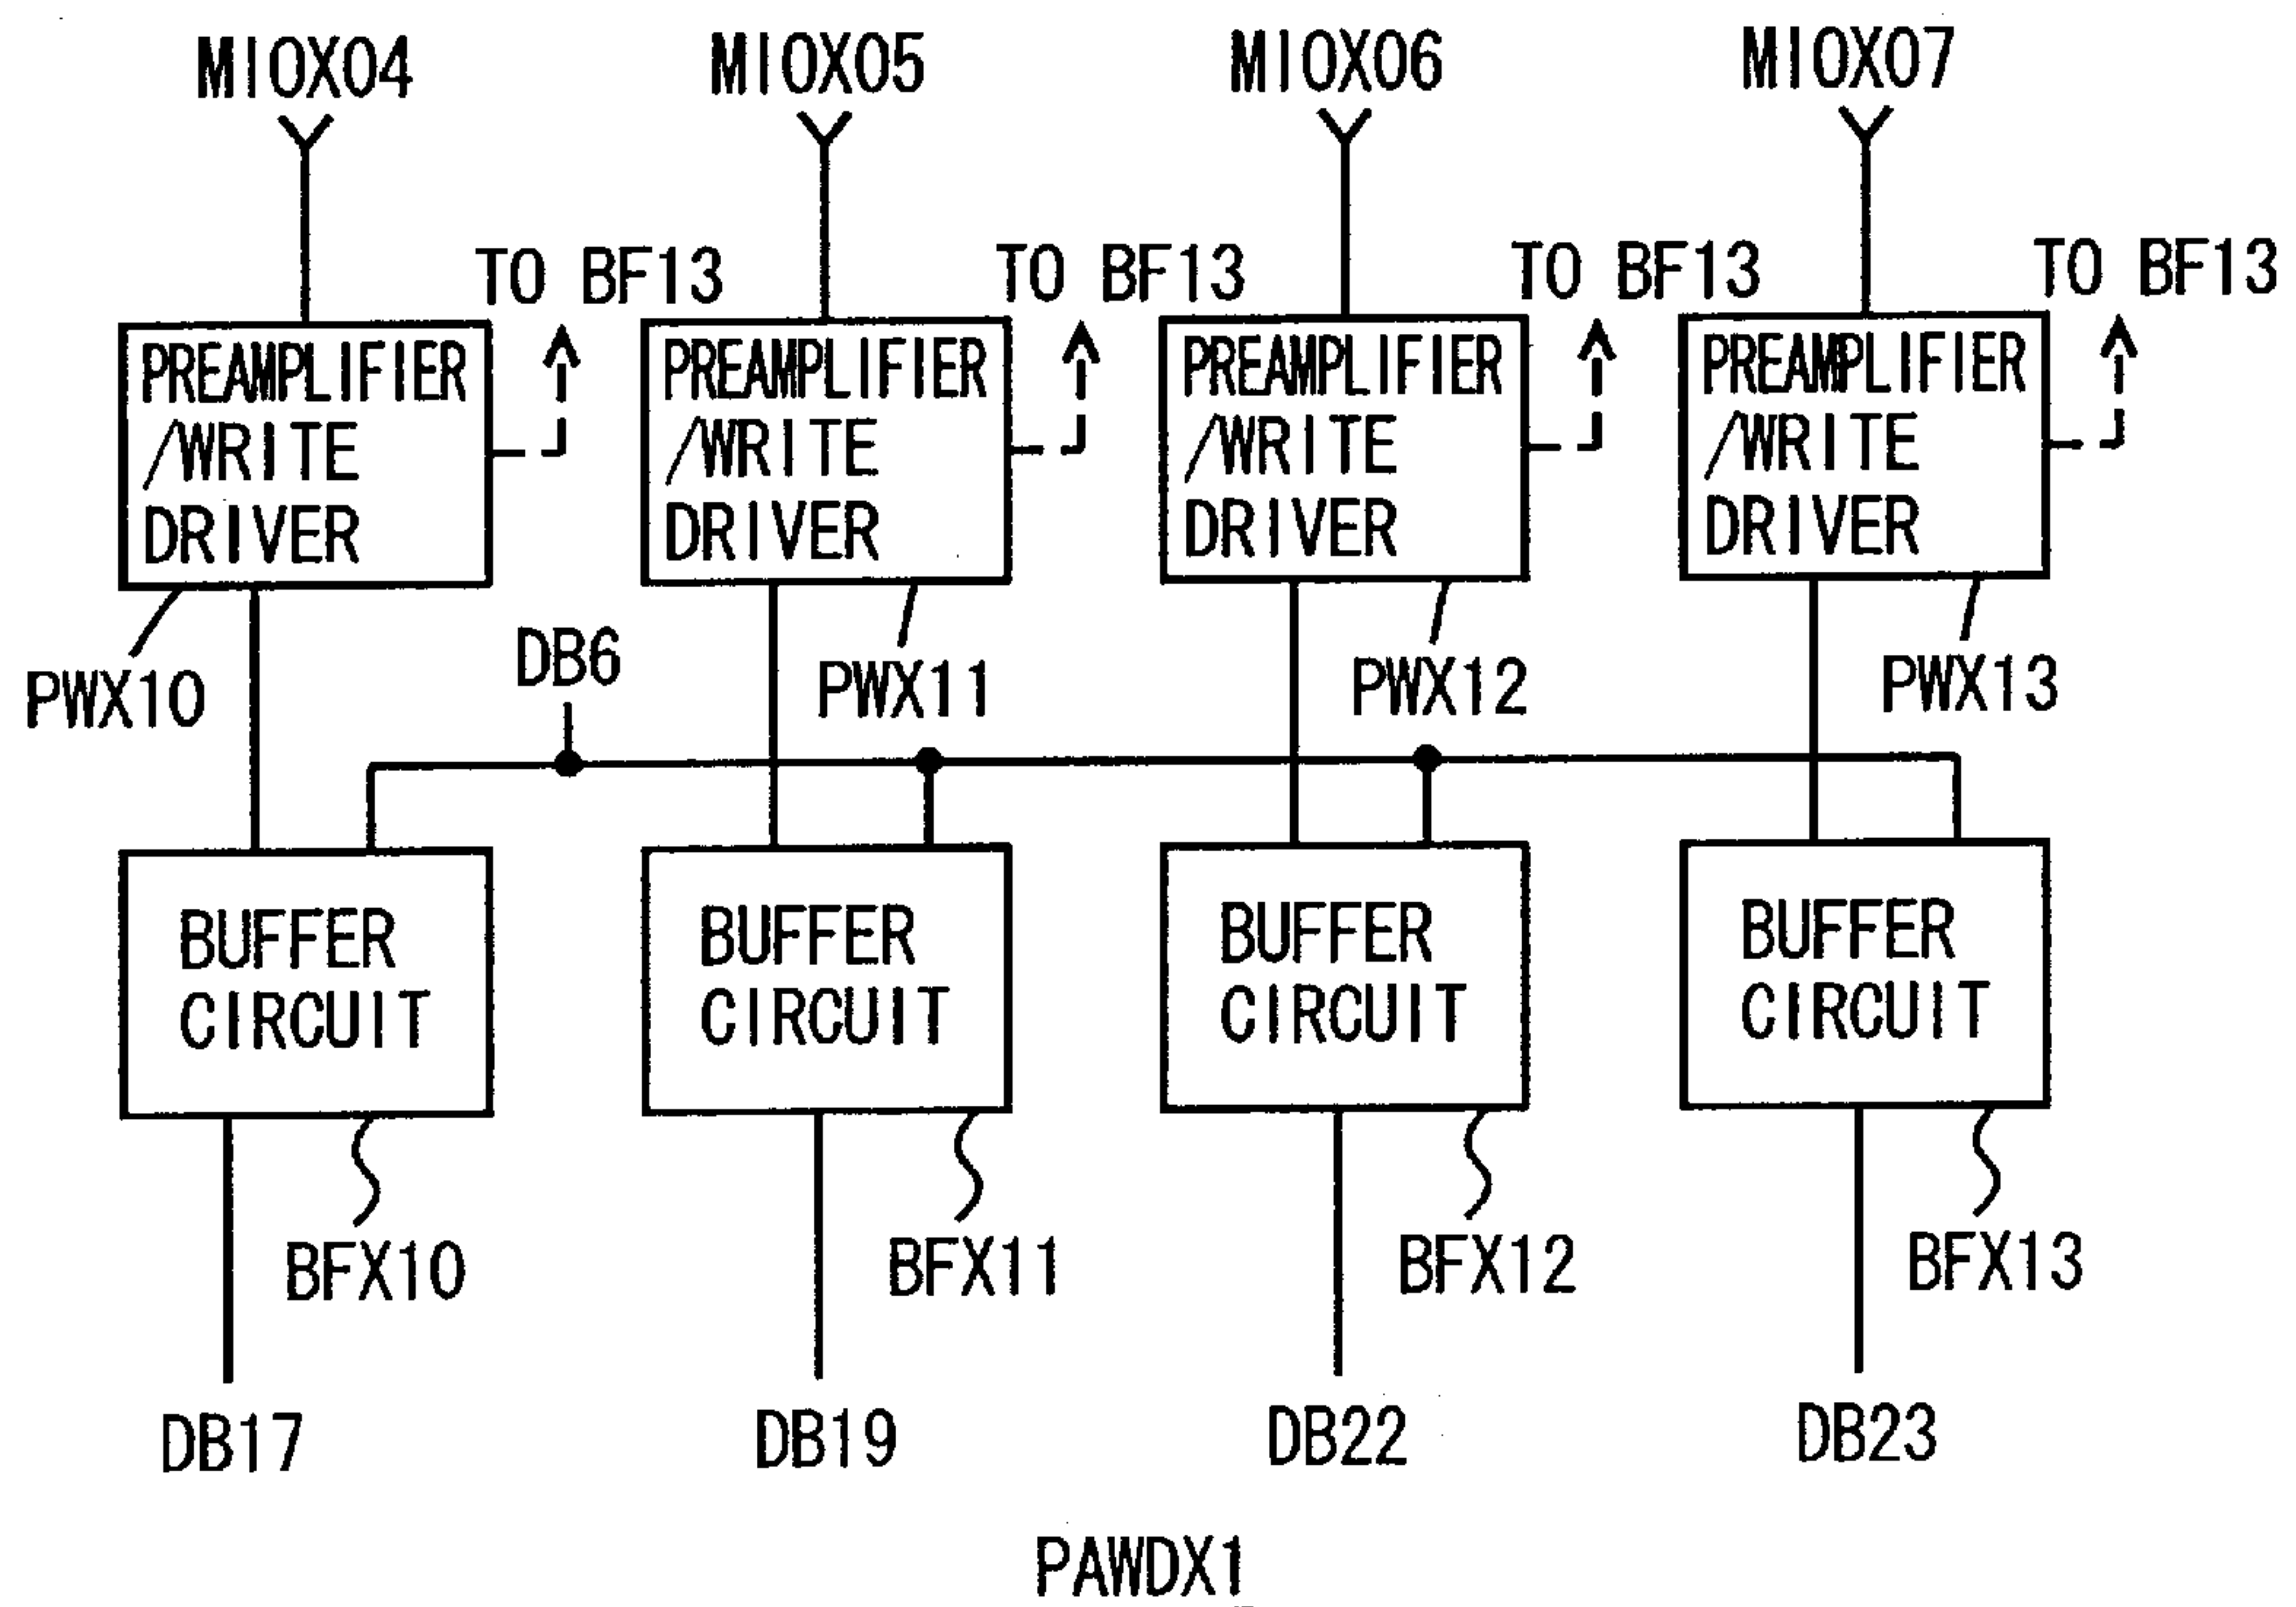 MIOX04 MIOX05 MIOX06 MIOX07
TO BF13 TO BF13 TO BF13 TO BF13
PREAMPLIFIER
/WRITE
DRIVER
PREAMPLIFIER
/WRITE
DRIVER
PREAMPLIFIER
/WRITE
DRIVER
PREAMPLIFIER
/WRITE
DRIVER
PWX10 DB6 PWX11 PWX12 PWX13
BUFFER
CIRCUIT
BUFFER
CIRCUIT
BUFFER
CIRCUIT
BUFFER
CIRCUIT
BFX10 BFX11 BFX12 BFX13
DB17 DB19 DB22 DB23
PAWDX1